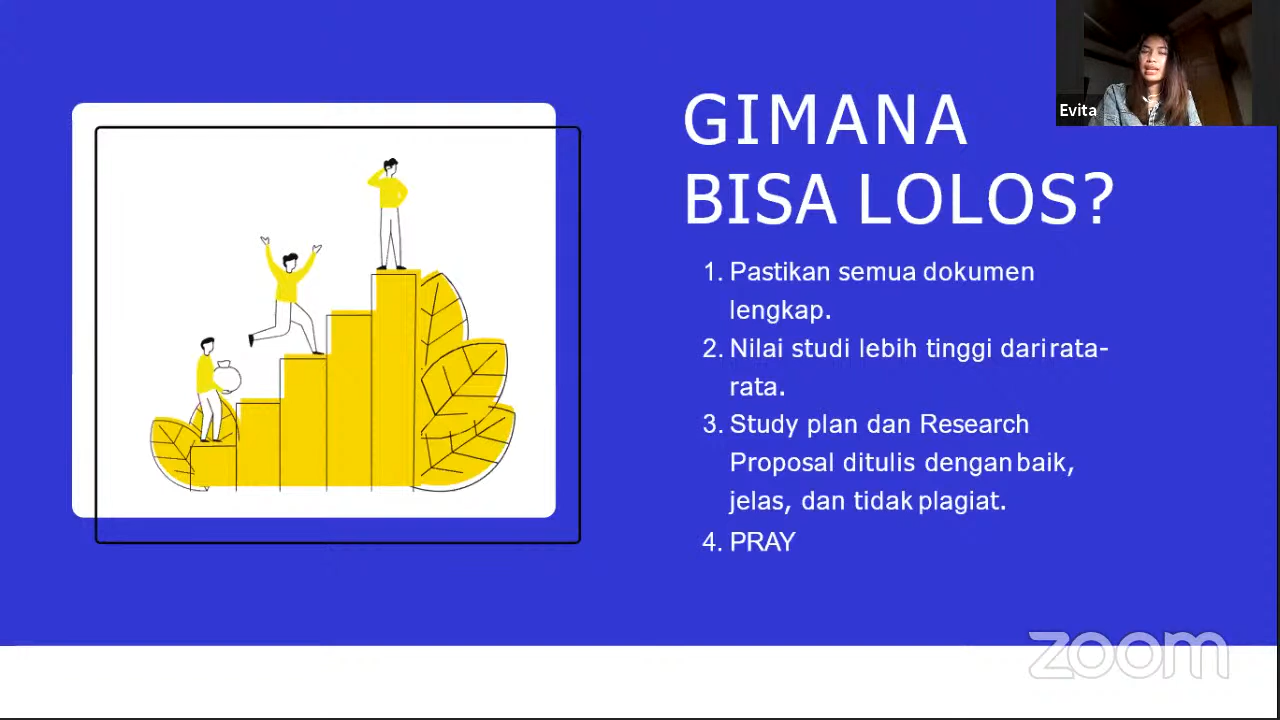 GIMANA
BISA LOLOS?
1. Pastikan semua dokumen
lengkap.
2. Nilai studi lebih tinggi dari rata-
rata.
3. Study plan dan Research
Proposal ditulis dengan baik,
jelas, dan tidak plagiat.
4. PRAY
Evita
zoom